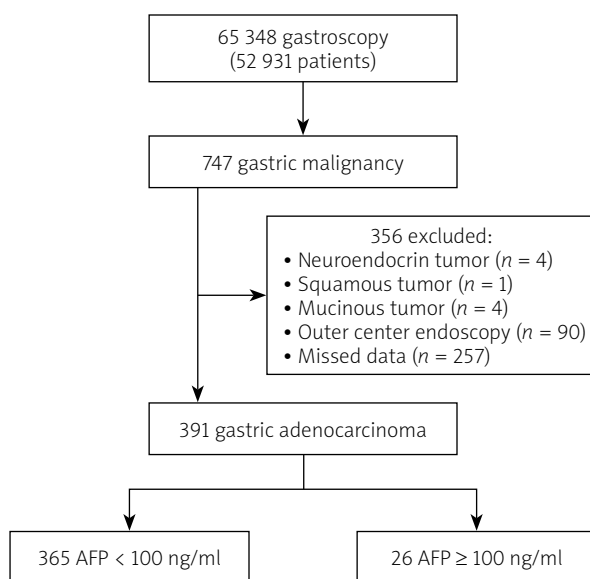 65 348 gastroscopy
(52 931 patients)
747 gastric malignancy
356 excluded:
• Neuroendocrin tumor (n = 4)
• Squamous tumor (n = 1)
• Mucinous tumor (n = 4)
• Outer center endoscopy (n = 90)
• Missed data (n = 257)
391 gastric adenocarcinoma
365 AFP < 100 ng/ml
26 AFP ≥ 100 ng/ml